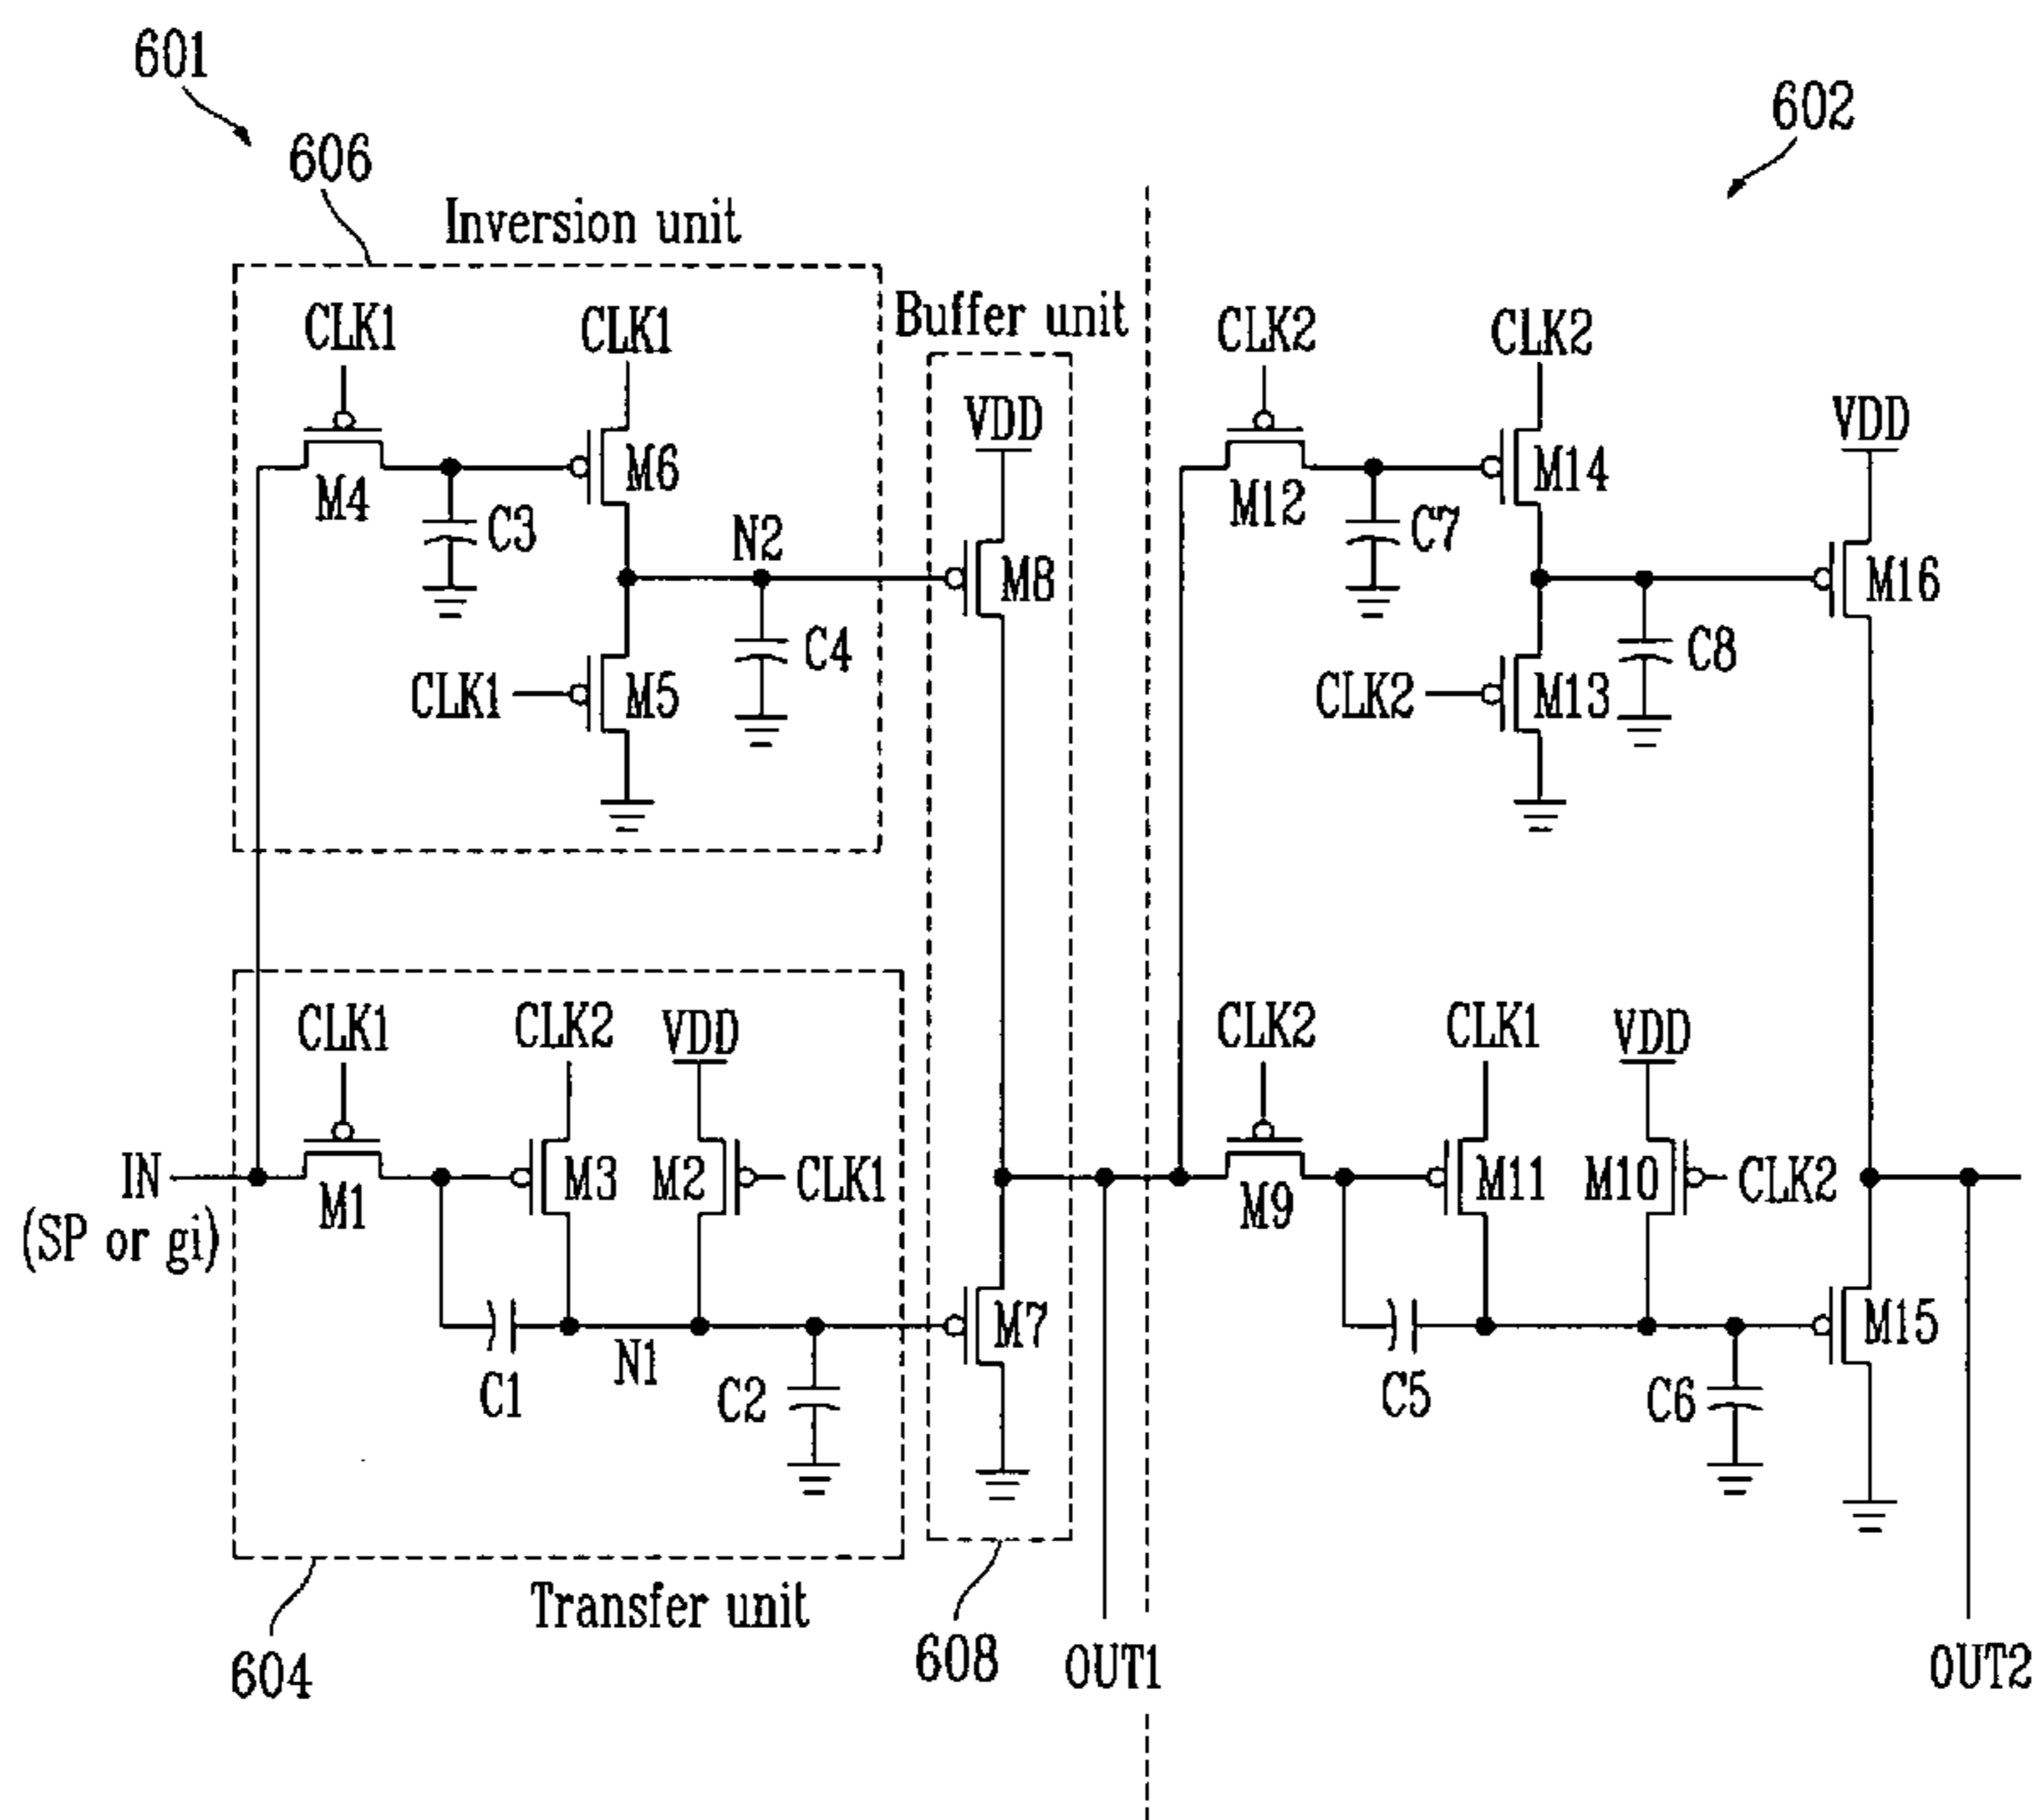 601
602
606
Inversion unit
CLK1
CLK1
Buffer unit
CLK2
CLK2
VDD
VDD
M4
M6
C3
N2
M8
M12
M14
C7
M16
CLK1
M5
C4
CLK2
M13
C8
CLK1
CLK2
VDD
CLK2
CLK1
VDD
IN
(SP or gi)
M1
M3
M2
CLK1
M9
M11
M10
CLK2
C1
N1
C2
M7
C5
C6
M15
Transfer unit
604
608
OUT1
OUT2